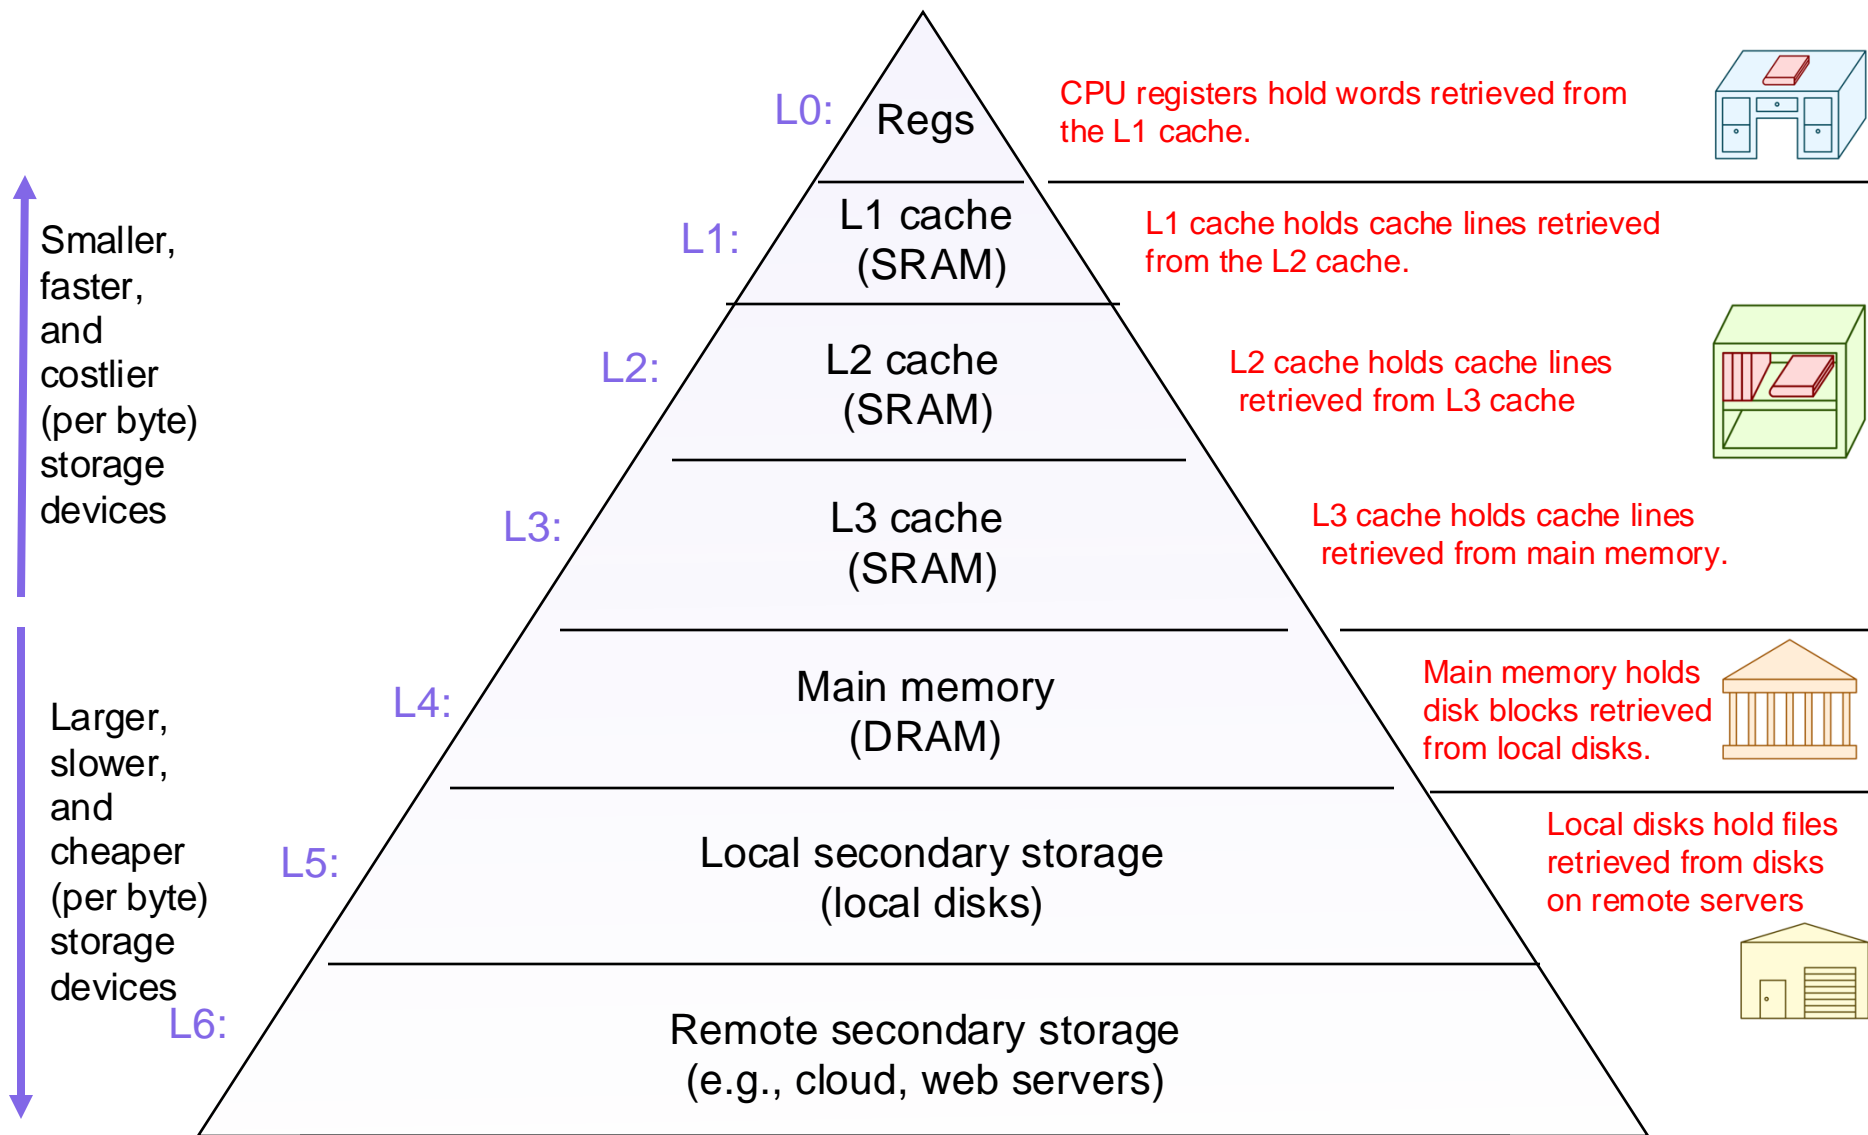 L0:
Regs
CPU registers hold words retrieved from
the L1 cache.
Smaller,
faster,
and
costlier
(per byte)
storage
devices
L1:
L1 cache
(SRAM)
L1 cache holds cache lines retrieved
from the L2 cache.
L2:
L2 cache
(SRAM)
L2 cache holds cache lines
retrieved from L3 cache
L3:
L3 cache
(SRAM)
L3 cache holds cache lines
retrieved from main memory.
Larger,
slower,
and
cheaper
(per byte)
storage
devices
L4:
Main memory
(DRAM)
Main memory holds
disk blocks retrieved
from local disks.
L5:
Local secondary storage
(local disks)
Local disks hold files
retrieved from disks
on remote servers
L6:
Remote secondary storage
(e.g., cloud, web servers)